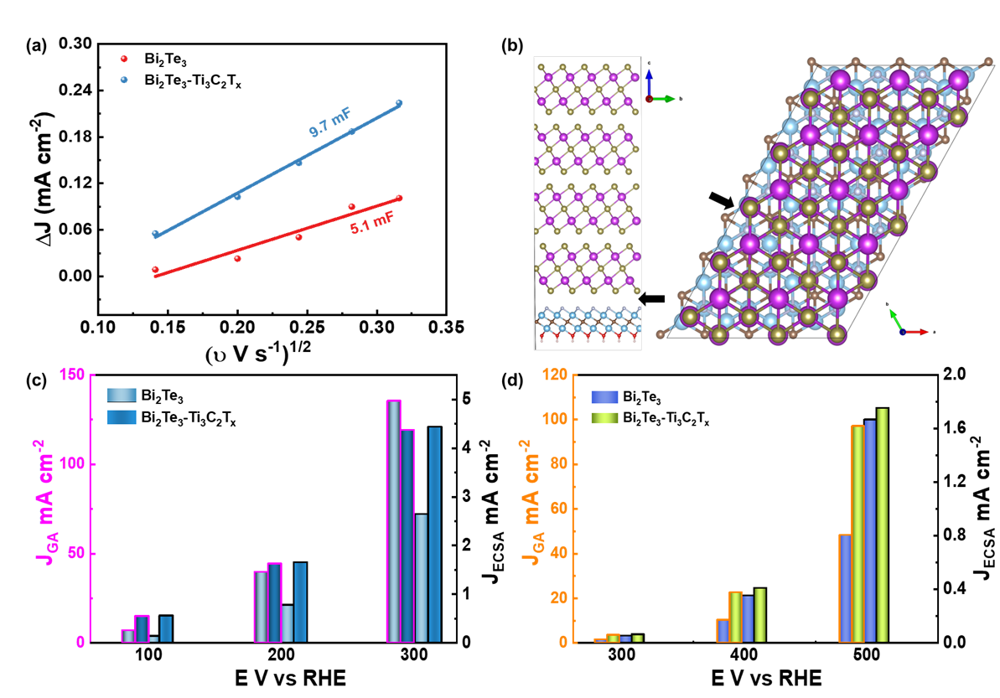 (a)
0.30
0.24
0.18
0.12
0.06
0.00
ΔJ (mA cm⁻²)
Bi₂Te₃
Bi₂Te₃-Ti₃C₂Tₓ
9.7 mF
5.1 mF
0.10 0.15 0.20 0.25 0.30 0.35
(υ V s⁻¹)¹/²
(b)
c
b
b
a
(c)
150
100
50
0
J_GA mA cm⁻²
Bi₂Te₃
Bi₂Te₃-Ti₃C₂Tₓ
5
4
3
2
1
0
J_ECSA mA cm⁻²
100 200 300
E V vs RHE
(d)
120
100
80
60
40
20
0
J_GA mA cm⁻²
Bi₂Te₃
Bi₂Te₃-Ti₃C₂Tₓ
2.0
1.6
1.2
0.8
0.4
0.0
J_ECSA mA cm⁻²
300 400 500
E V vs RHE